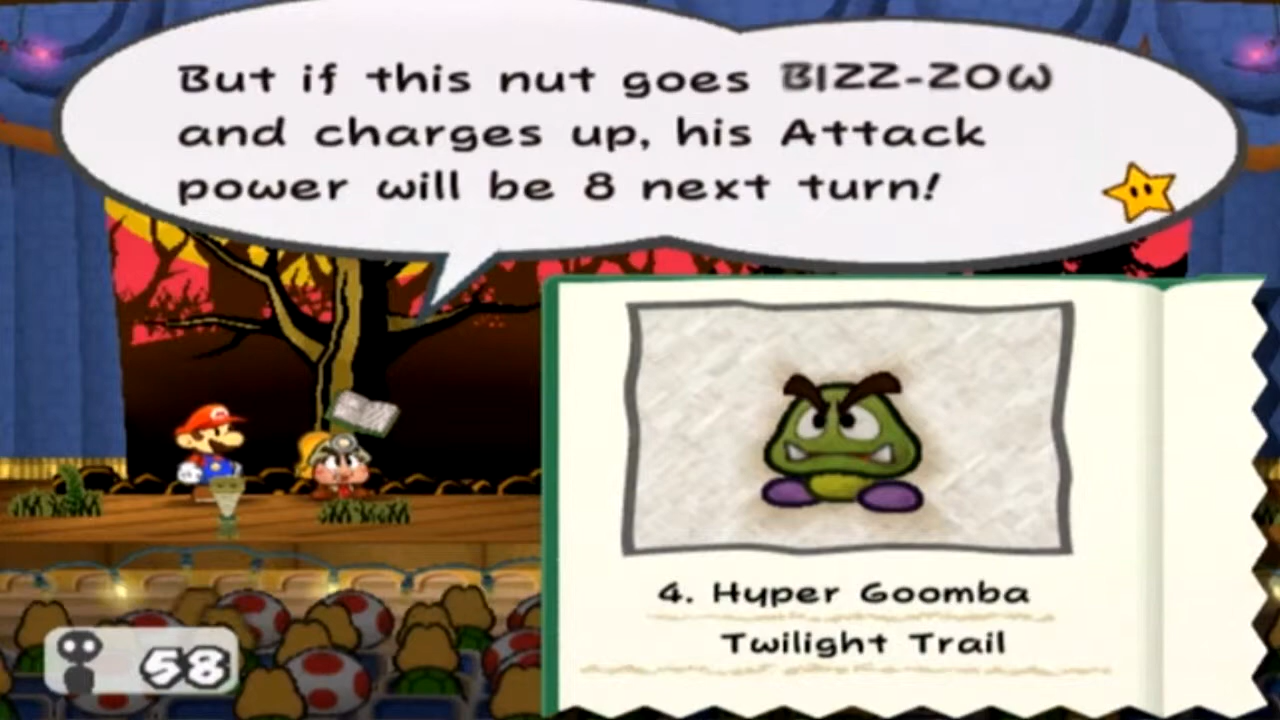 But if this nut goes BIZZ-ZOW
and charges up, his Attack
power will be 8 next turn!
4. Hyper Goomba
Twilight Trail
58